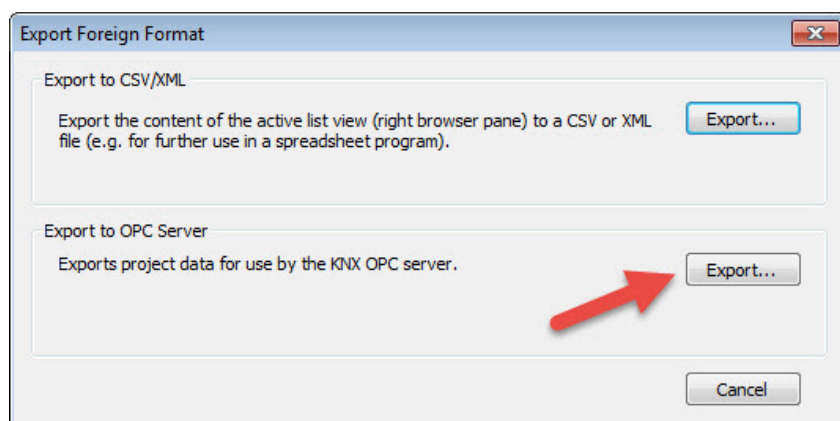 Export Foreign Format
Export to CSV/XML
Export the content of the active list view (right browser pane) to a CSV or XML
file (e.g. for further use in a spreadsheet program).
Export...
Export to OPC Server
Exports project data for use by the KNX OPC server.
Export...
Cancel